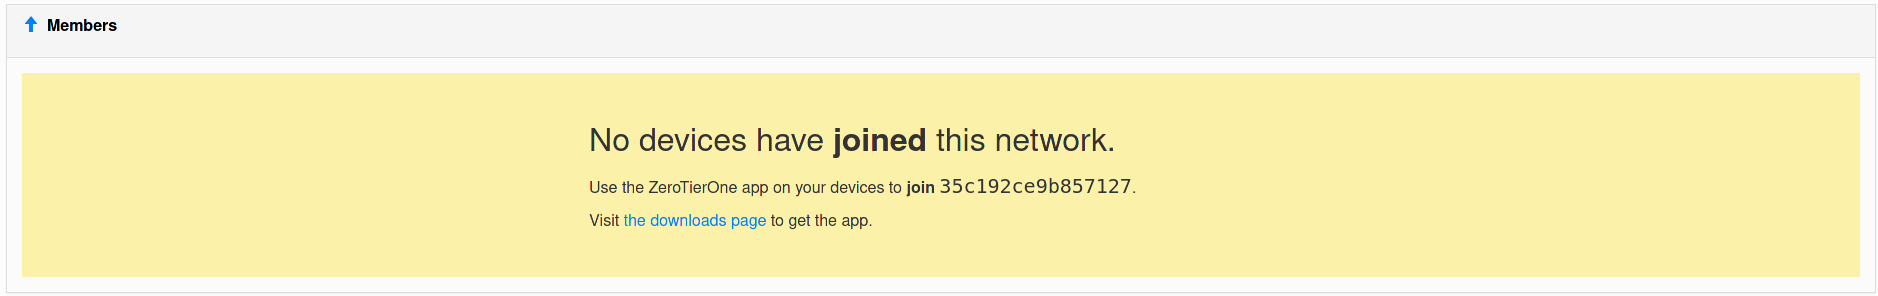 Members
No devices have joined this network.
Use the ZeroTierOne app on your devices to join 35c192ce9b857127.
Visit the downloads page to get the app.